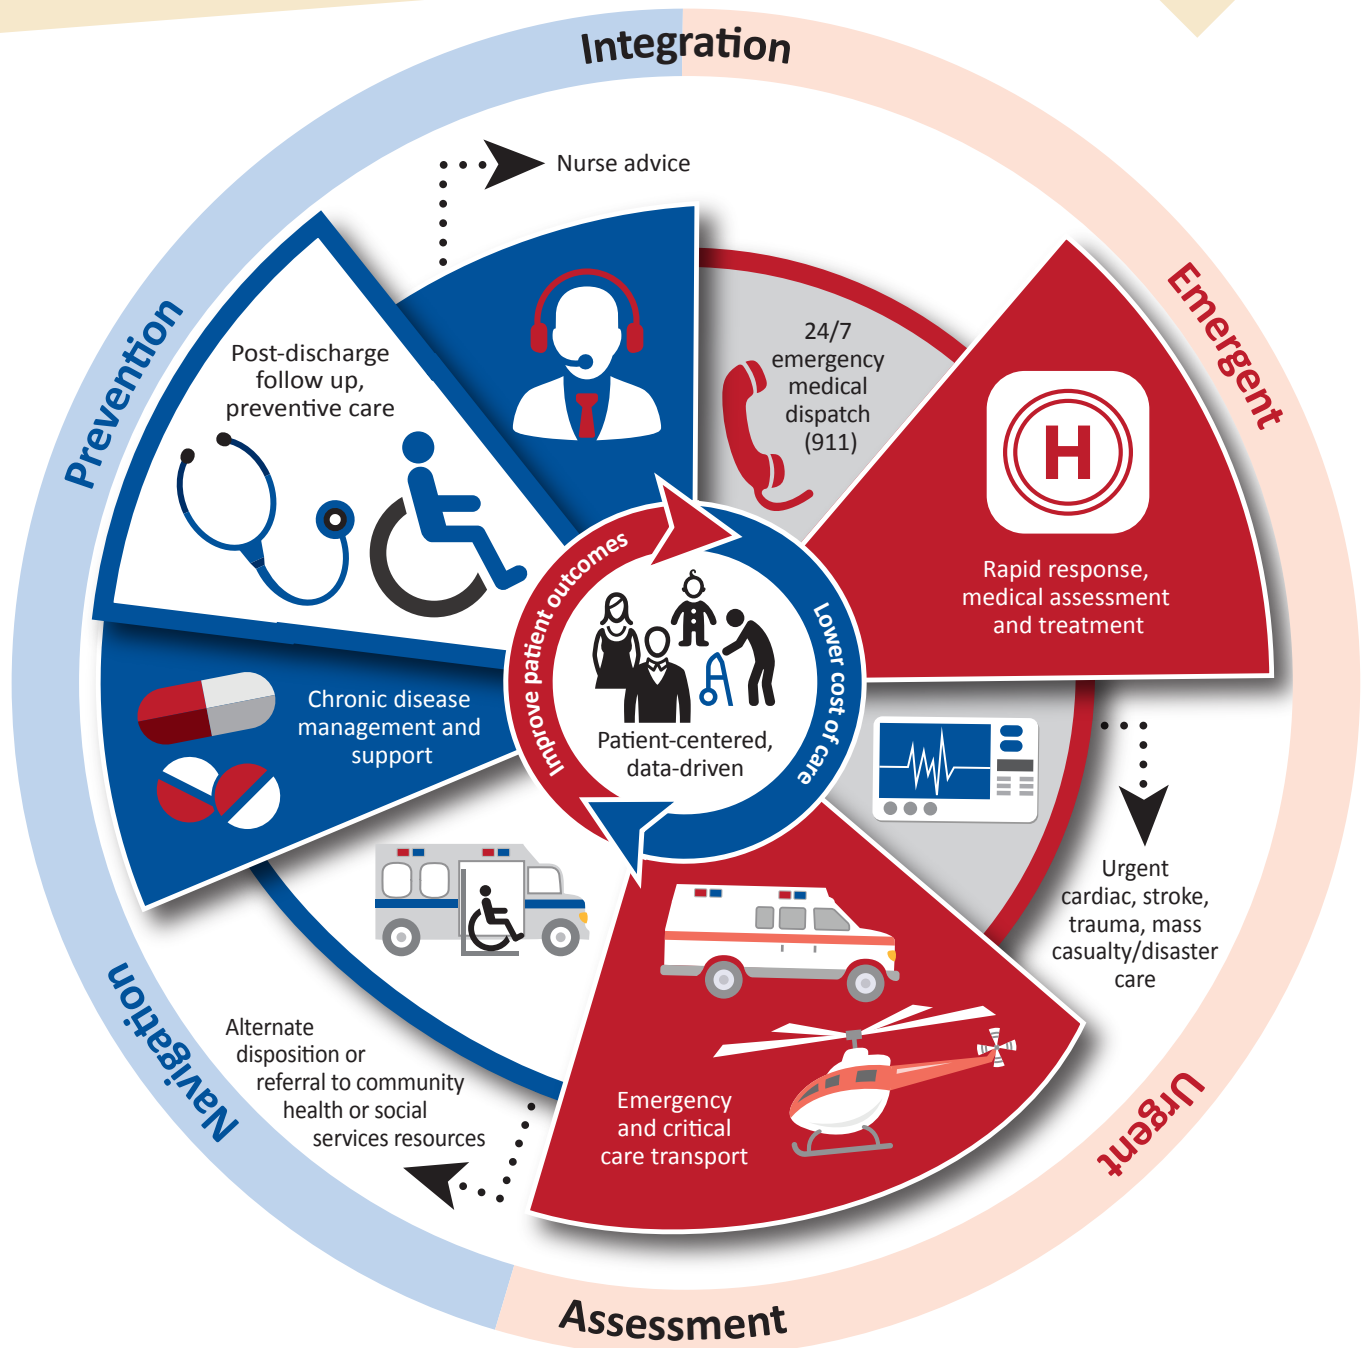 Integration
Nurse advice
Emergent
24/7
emergency
medical
dispatch
(911)
H
Rapid response,
medical assessment
and treatment
Urgent
cardiac, stroke,
trauma, mass
casualty/disaster
care
Urgent
Emergency
and critical
care transport
Assessment
Alternate
disposition or
referral to community
health or social
services resources
Navigation
Chronic disease
management and
support
Prevention
Post-discharge
follow up,
preventive care
Improve patient outcomes
Lower cost of care
Patient-centered,
data-driven